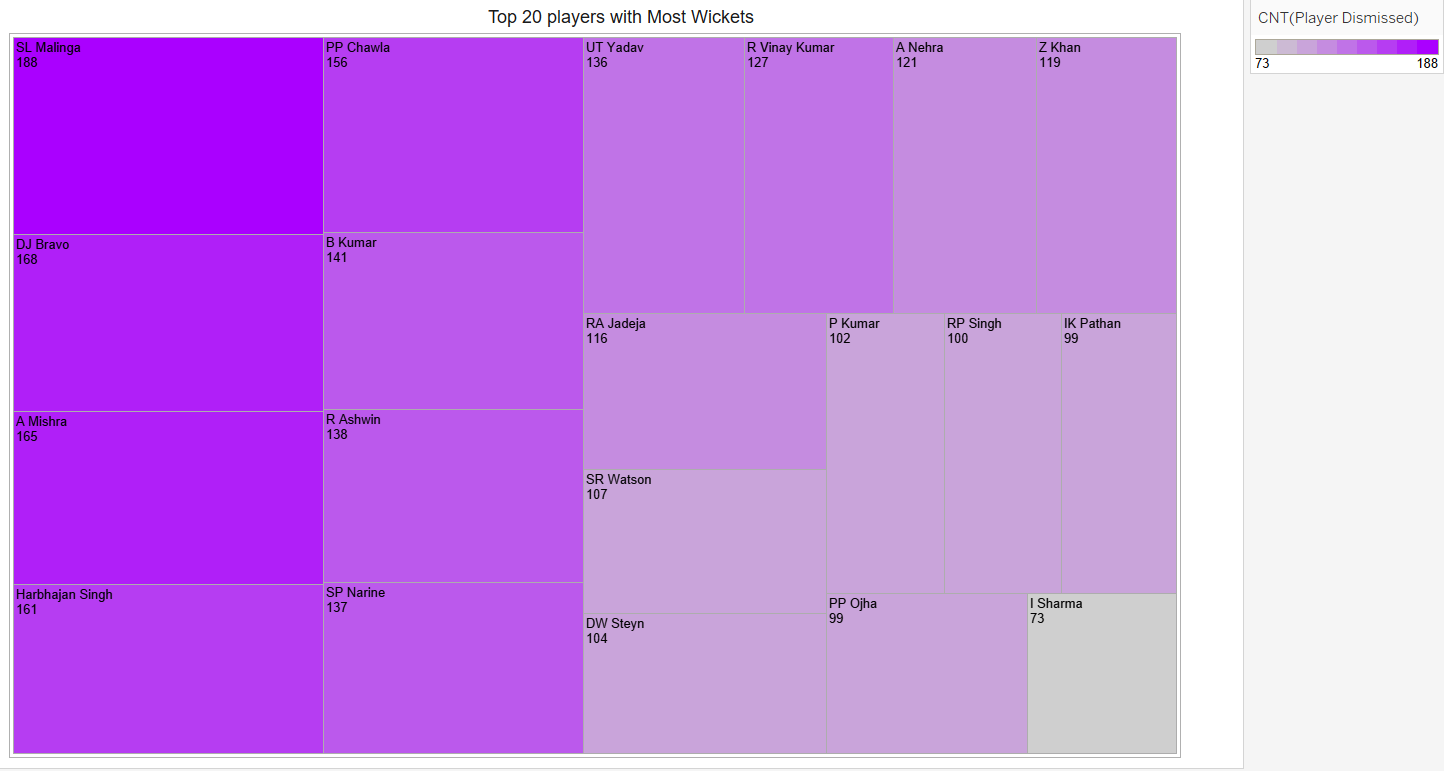 Top 20 players with Most Wickets
SL Malinga
188
DJ Bravo
168
A Mishra
165
Harbhajan Singh
161
PP Chawla
156
B Kumar
141
R Ashwin
138
SP Narine
137
UT Yadav
136
R Vinay Kumar
127
A Nehra
121
Z Khan
119
RA Jadeja
116
SR Watson
107
DW Steyn
104
P Kumar
102
RP Singh
100
IK Pathan
99
PP Ojha
99
I Sharma
73
CNT(Player Dismissed)
73 188